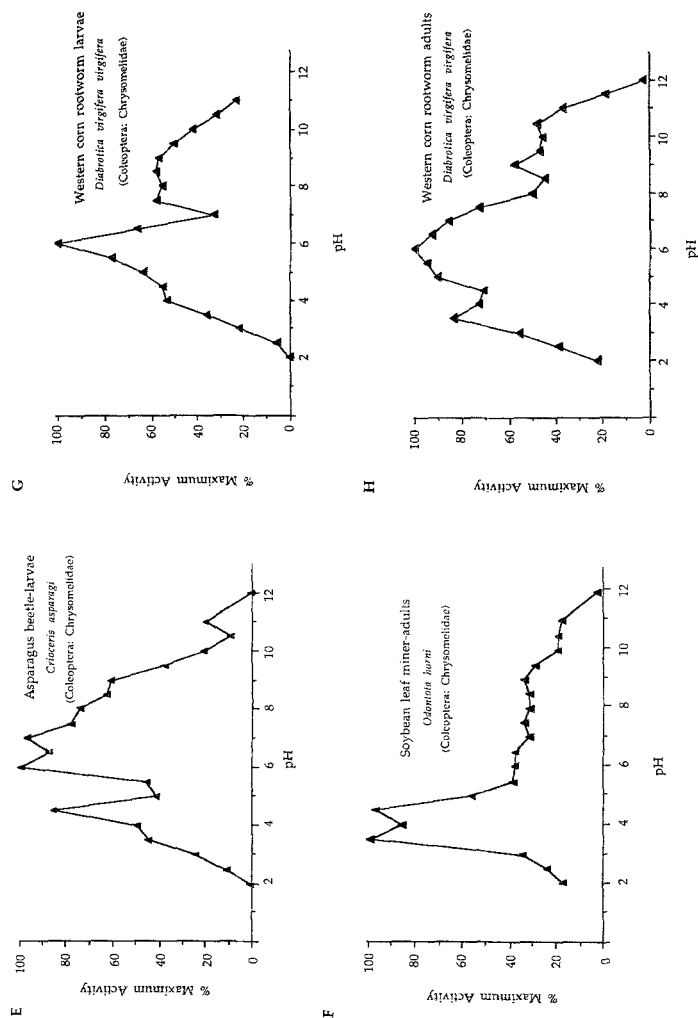 E
% Maximum Activity
100
80
60
40
20
0
2
4
6
8
10
12
pH
Asparagus beetle-larvae
Crioceris asparagi
(Coleoptera: Chrysomelidae)
F
% Maximum Activity
100
80
60
40
20
0
2
4
6
8
10
12
pH
Soybean leaf miner-adults
Odontota horni
(Coleoptera: Chrysomelidae)
G
% Maximum Activity
100
80
60
40
20
0
2
4
6
8
10
12
pH
Western corn rootworm larvae
Diabrotica virgifera virgifera
(Coleoptera: Chrysomelidae)
H
% Maximum Activity
100
80
60
40
20
0
2
4
6
8
10
12
pH
Western corn rootworm adults
Diabrotica virgifera virgifera
(Coleoptera: Chrysomelidae)